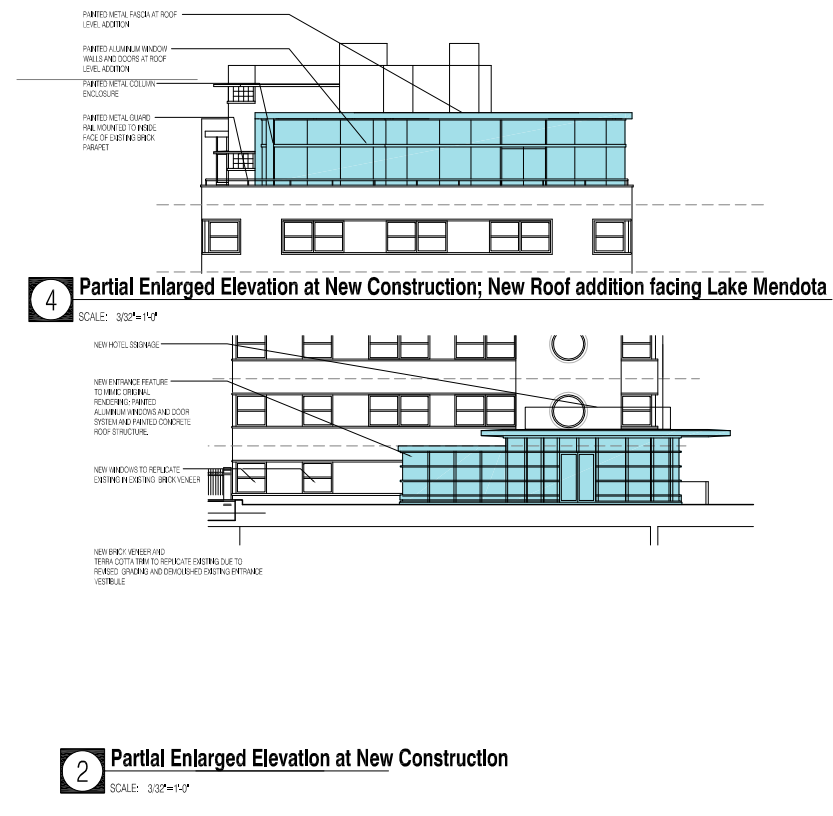 PAINTED METAL FASCIA AT ROOF
LEVEL ADDITION
PAINTED ALUMINUM WINDOW
WALLS AND DOORS AT ROOF
LEVEL ADDITION
PAINTED METAL COLUMN
ENCLOSURE
PAINTED METAL GUARD
RAIL MOUNTED TO INSIDE
FACE OF EXISTING BRICK
PARAPET
4
Partial Enlarged Elevation at New Construction; New Roof addition facing Lake Mendota
SCALE: 3/32"=1'-0"
NEW HOTEL SSIGNAGE
NEW ENTRANCE FEATURE
TO MIMIC ORIGINAL
RENDERING: PAINTED
ALUMINUM WINDOWS AND DOOR
SYSTEM AND PAINTED CONCRETE
ROOF STRUCTURE.
NEW WINDOWS TO REPLICATE
EXISTING IN EXISTING BRICK VENEER
NEW BRICK VENEER AND
TERRA COTTA TRIM TO REPLICATE EXISTING DUE TO
REVISED GRADING AND DEMOLISHED EXISTING ENTRANCE
VESTIBULE
2
Partial Enlarged Elevation at New Construction
SCALE: 3/32"=1'-0"